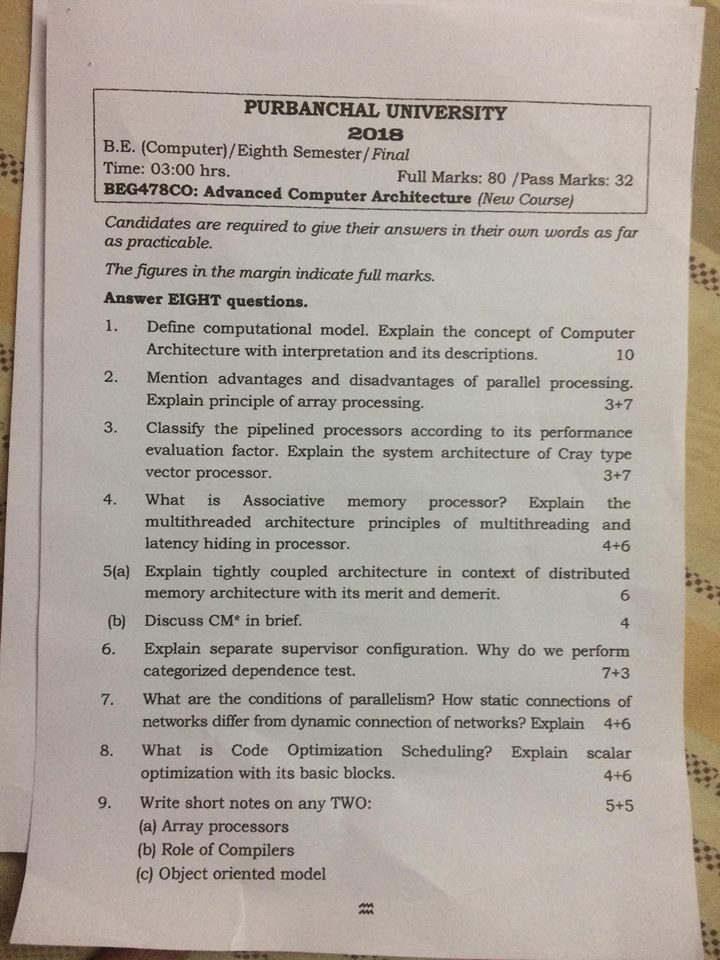 PURBANCHAL UNIVERSITY
2018
B.E. (Computer)/Eighth Semester/Final
Time: 03:00 hrs. Full Marks: 80 /Pass Marks: 32
BEG478CO: Advanced Computer Architecture (New Course)
Candidates are required to give their answers in their own words as far
as practicable.
The figures in the margin indicate full marks.
Answer EIGHT questions.
1. Define computational model. Explain the concept of Computer
Architecture with interpretation and its descriptions. 10
2. Mention advantages and disadvantages of parallel processing.
Explain principle of array processing. 3+7
3. Classify the pipelined processors according to its performance
evaluation factor. Explain the system architecture of Cray type
vector processor. 3+7
4. What is Associative memory processor? Explain the
multithreaded architecture principles of multithreading and
latency hiding in processor. 4+6
5(a) Explain tightly coupled architecture in context of distributed
memory architecture with its merit and demerit. 6
(b) Discuss CM* in brief. 4
6. Explain separate supervisor configuration. Why do we perform
categorized dependence test. 7+3
7. What are the conditions of parallelism? How static connections of
networks differ from dynamic connection of networks? Explain 4+6
8. What is Code Optimization Scheduling? Explain scalar
optimization with its basic blocks. 4+6
9. Write short notes on any TWO: 5+5
(a) Array processors
(b) Role of Compilers
(c) Object oriented model